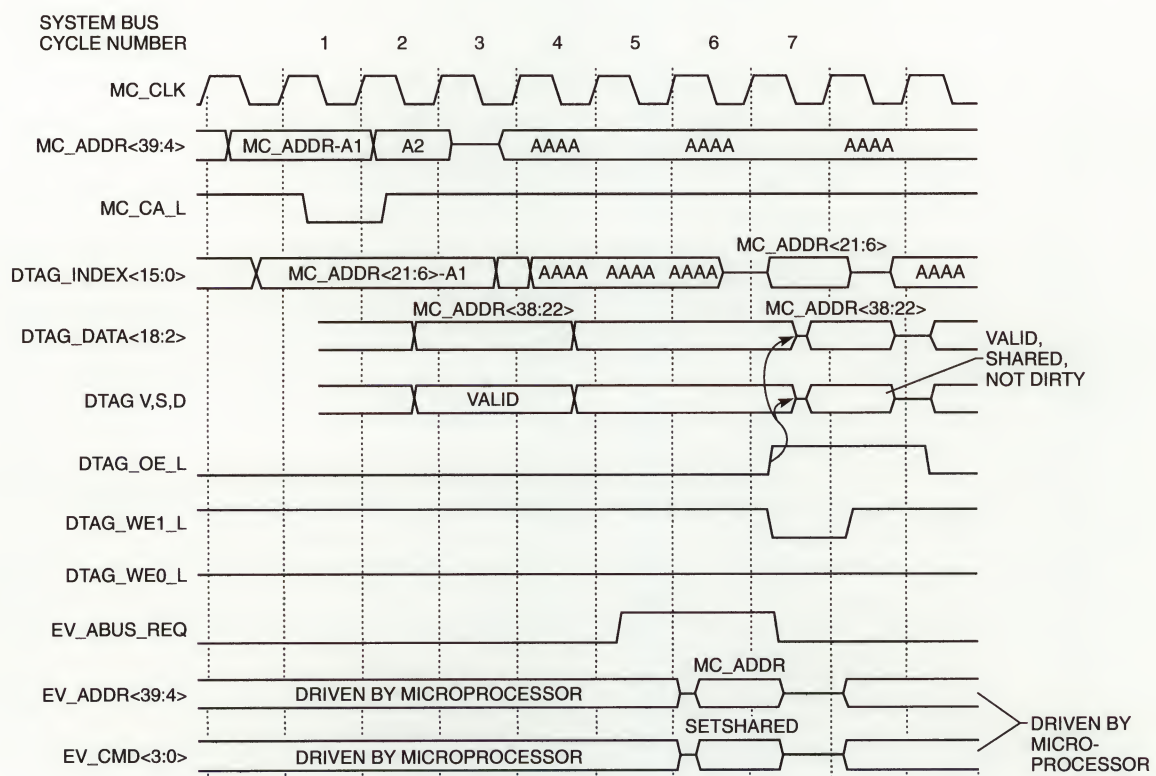 SYSTEM BUS
CYCLE NUMBER 1 2 3 4 5 6 7
MC_CLK
MC_ADDR<39:4> MC_ADDR-A1 A2 AAAA AAAA AAAA
MC_CA_L
MC_ADDR<21:6>
DTAG_INDEX<15:0> MC_ADDR<21:6>-A1 AAAA AAAA AAAA AAAA
MC_ADDR<38:22> MC_ADDR<38:22>
DTAG_DATA<18:2>
VALID,
SHARED,
NOT DIRTY
DTAG V,S,D VALID
DTAG_OE_L
DTAG_WE1_L
DTAG_WE0_L
EV_ABUS_REQ
MC_ADDR
EV_ADDR<39:4> DRIVEN BY MICROPROCESSOR
SETSHARED
DRIVEN BY
MICRO-
PROCESSOR
EV_CMD<3:0> DRIVEN BY MICROPROCESSOR